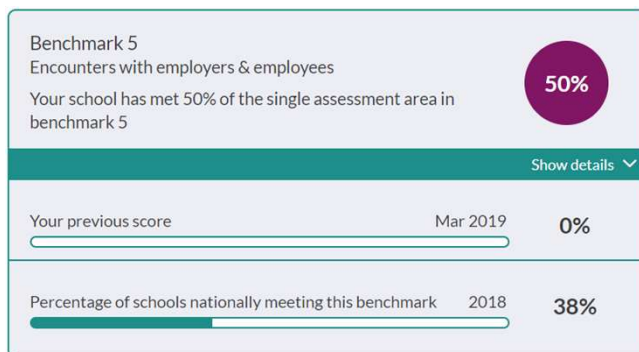 Benchmark 5
Encounters with employers & employees
Your school has met 50% of the single assessment area in
benchmark 5
50%
Show details
Your previous score Mar 2019 0%
Percentage of schools nationally meeting this benchmark 2018 38%